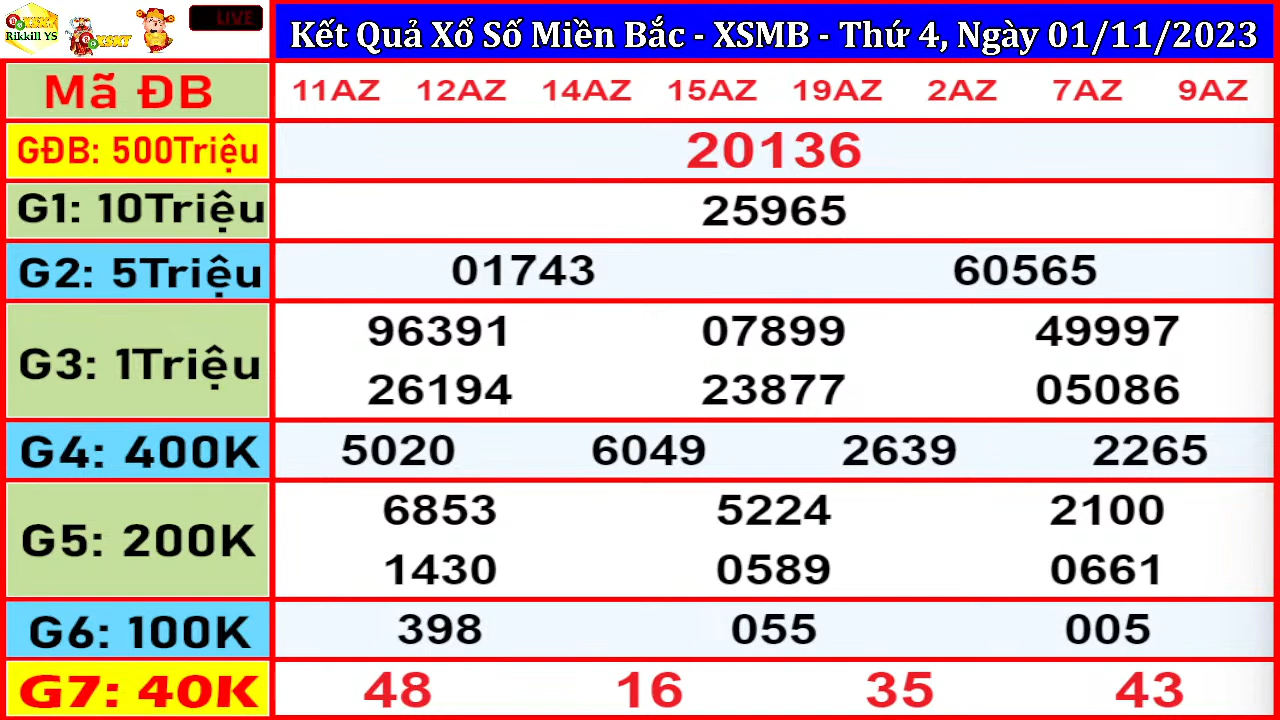 Rikkill YS
XSKT
LIVE
Kết Quả Xổ Số Miền Bắc - XSMB - Thứ 4, Ngày 01/11/2023
Mã ĐB 11AZ 12AZ 14AZ 15AZ 19AZ 2AZ 7AZ 9AZ
GĐB: 500Triệu 20136
G1: 10Triệu 25965
G2: 5Triệu 01743 60565
G3: 1Triệu
96391 07899 49997
26194 23877 05086
G4: 400K 5020 6049 2639 2265
G5: 200K
6853 5224 2100
1430 0589 0661
G6: 100K 398 055 005
G7: 40K 48 16 35 43